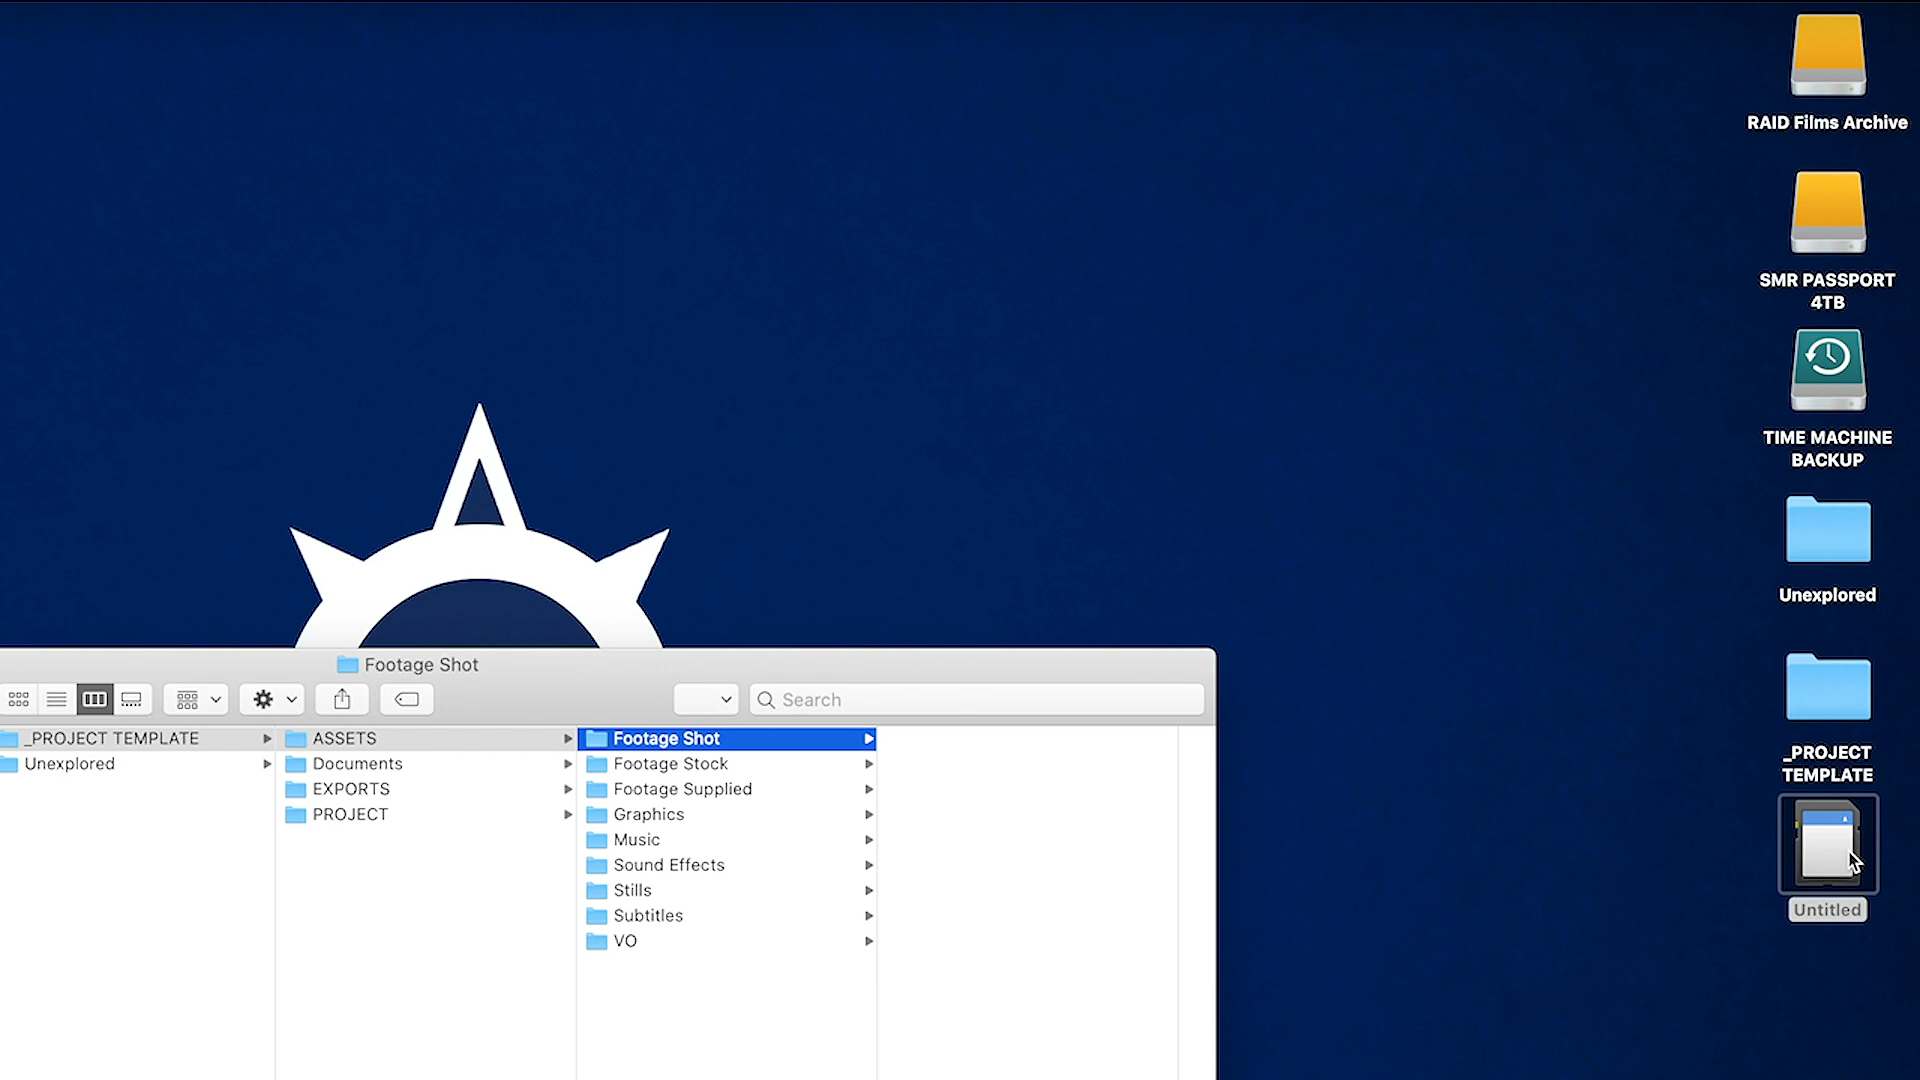 RAID Films Archive
SMR PASSPORT
4TB
TIME MACHINE
BACKUP
Unexplored
_PROJECT
TEMPLATE
Untitled
Footage Shot
Search
_PROJECT TEMPLATE
Unexplored
ASSETS
Documents
EXPORTS
PROJECT
Footage Shot
Footage Stock
Footage Supplied
Graphics
Music
Sound Effects
Stills
Subtitles
VO